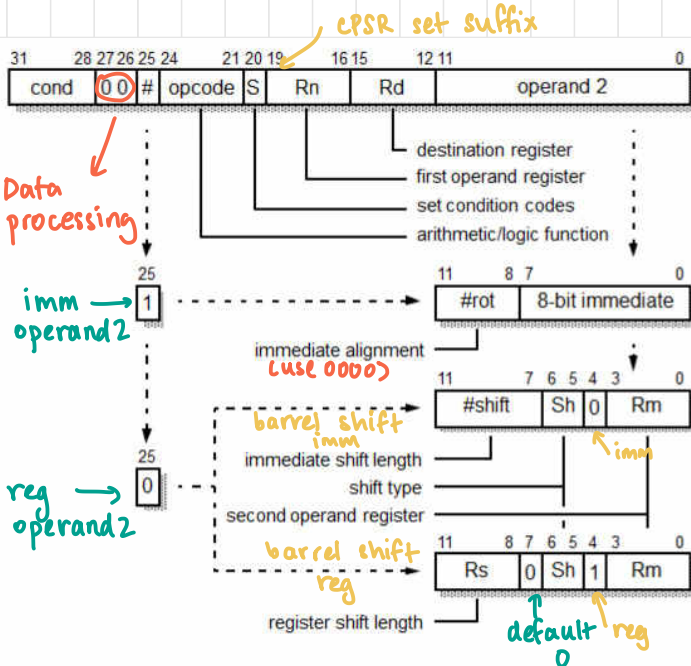 CPSR set suffix
31 28 27 26 25 24 21 20 19 16 15 12 11 0
cond 0 0 # opcode S Rn Rd operand 2
destination register
first operand register
set condition codes
arithmetic/logic function
Data
processing
25
1
imm
operand2
11 8 7 0
#rot 8-bit immediate
immediate alignment
(use 0000)
11 7 6 5 4 3 0
#shift Sh 0 Rm
barrel shift
imm
imm
immediate shift length
shift type
second operand register
25
0
reg
operand2
11 8 7 6 5 4 3 0
Rs 0 Sh 1 Rm
barrel shift
reg
register shift length
default
0
reg